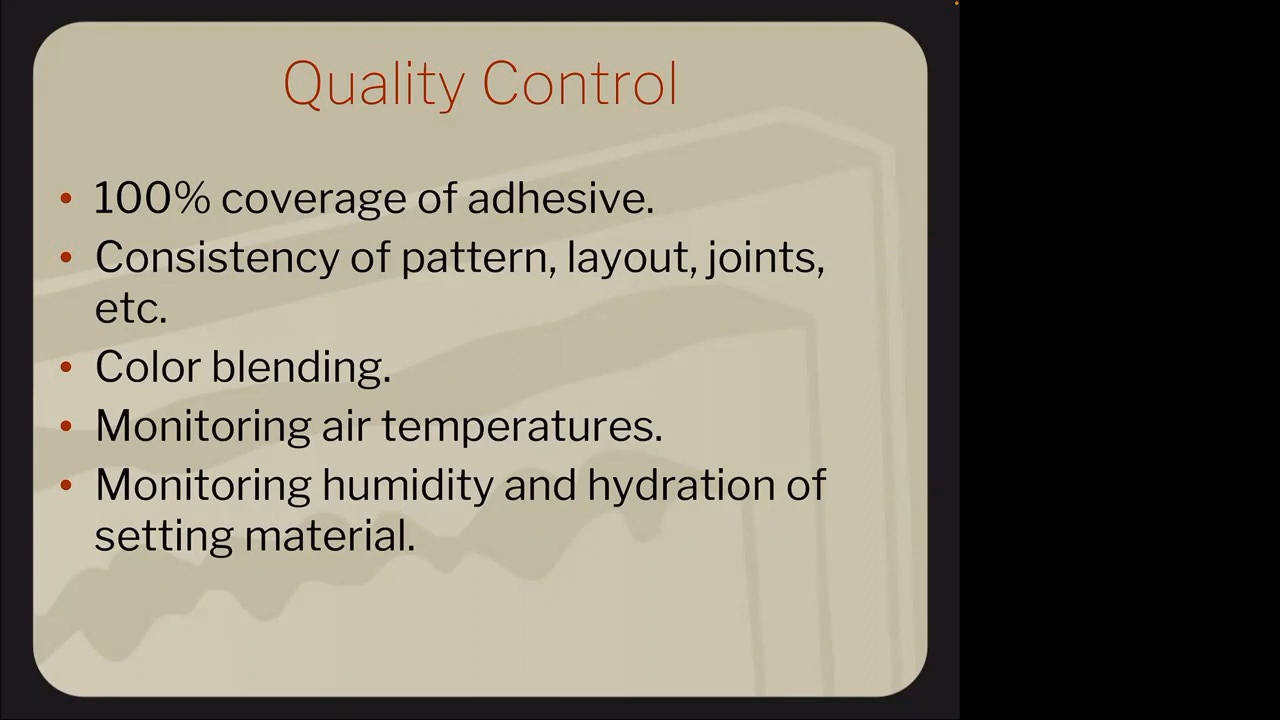 Quality Control
• 100% coverage of adhesive.
• Consistency of pattern, layout, joints,
etc.
• Color blending.
• Monitoring air temperatures.
• Monitoring humidity and hydration of
setting material.